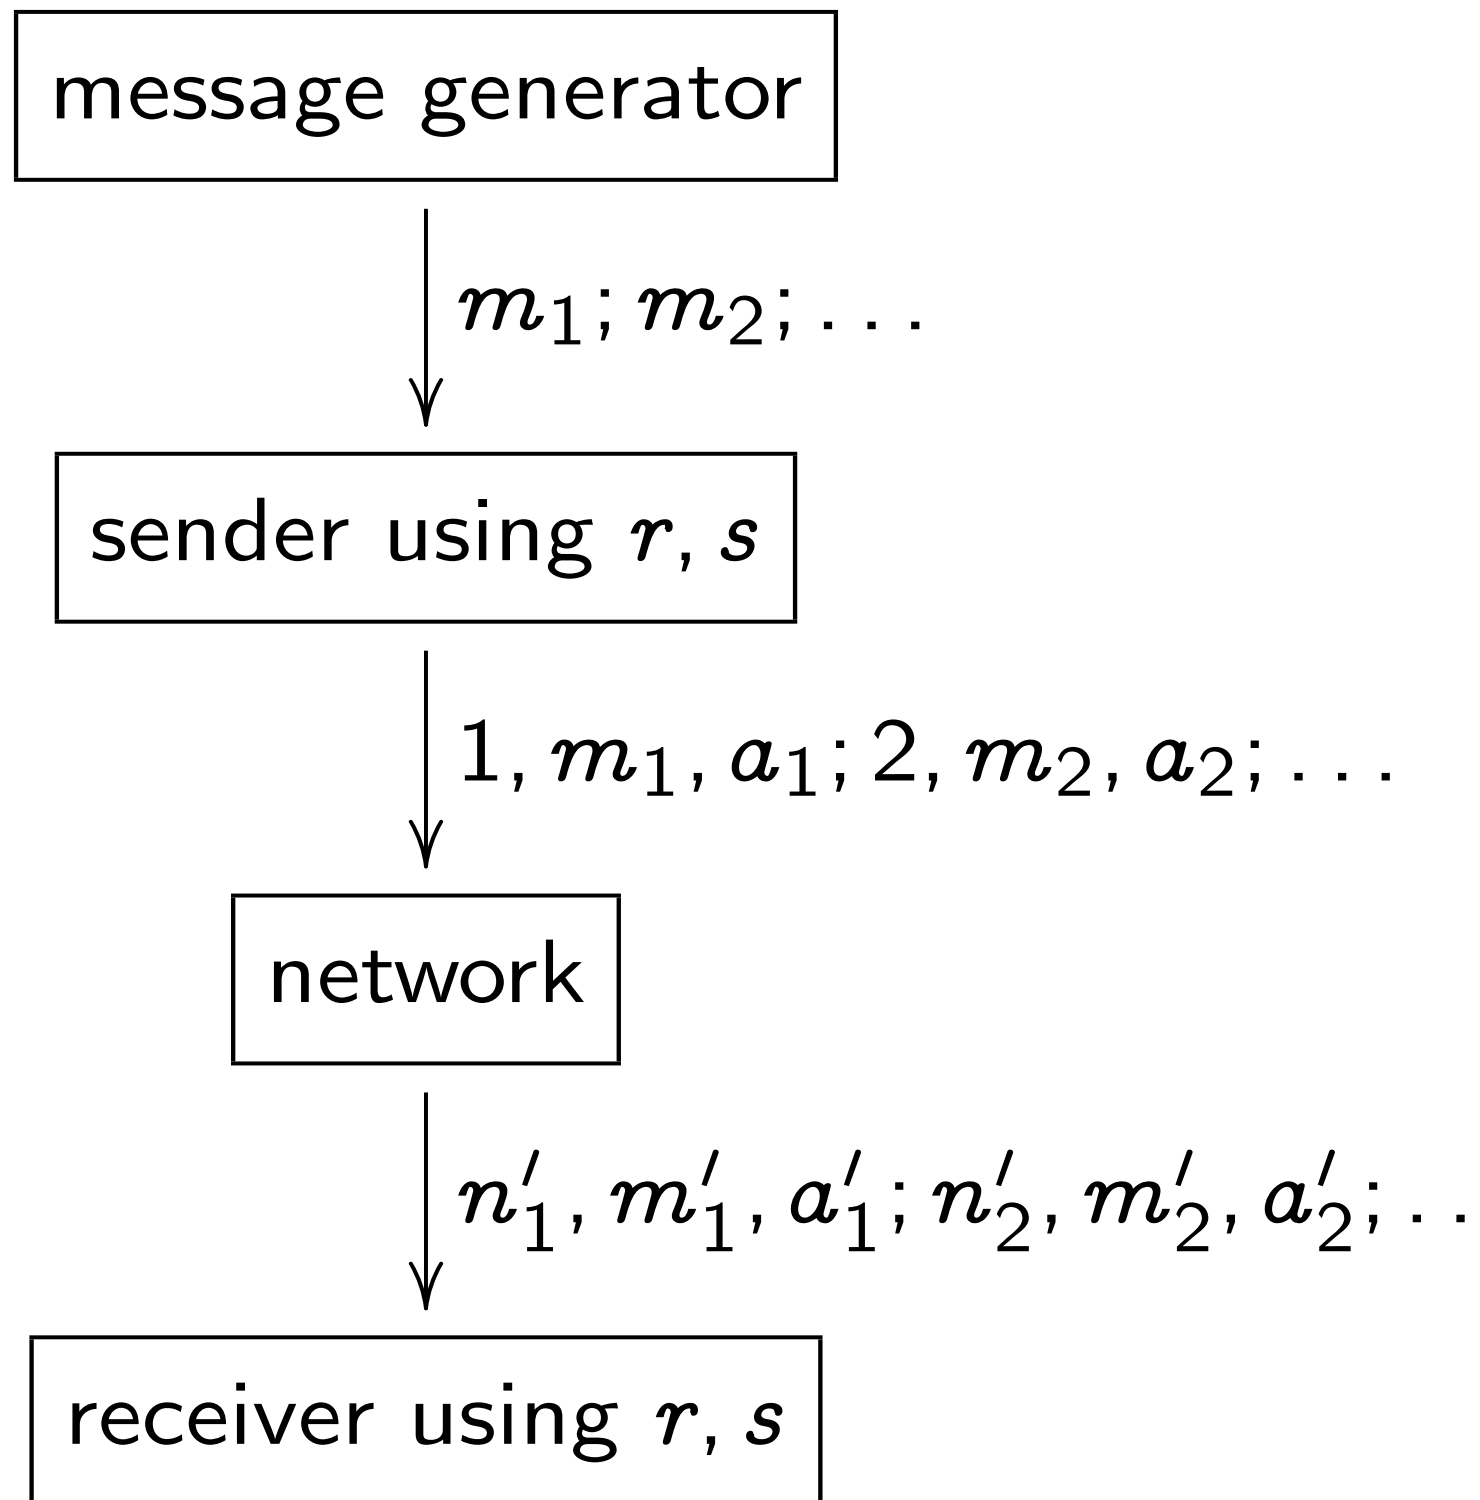 message generator
m₁; m₂; . . .
sender using r, s
1, m₁, a₁; 2, m₂, a₂; . . .
network
n′₁, m′₁, a′₁; n′₂, m′₂, a′₂; . .
receiver using r, s